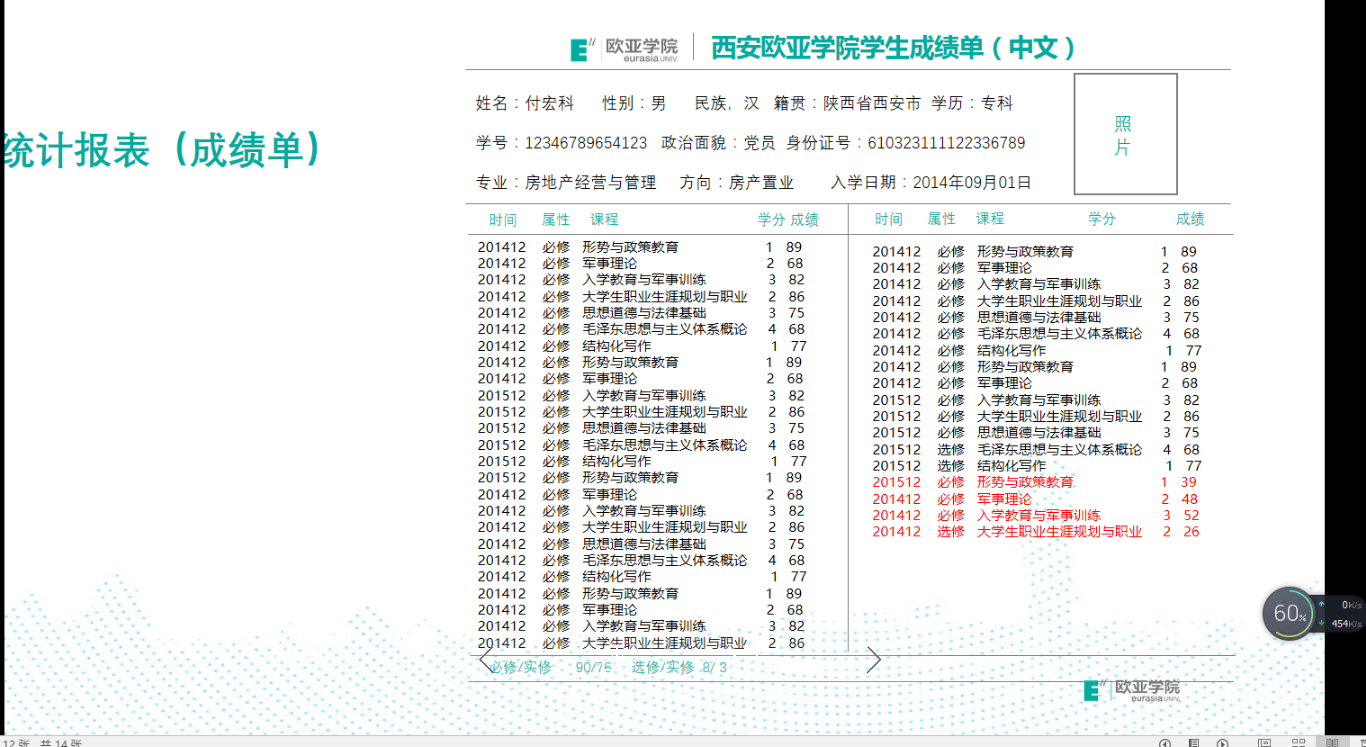 欧亚学院
eurasia UNIV.
西安欧亚学院学生成绩单（中文）
统计报表（成绩单）
姓名：付宏科 性别：男 民族，汉 籍贯：陕西省西安市 学历：专科
学号：12346789654123 政治面貌：党员 身份证号：610323111122336789
专业：房地产经营与管理 方向：房产置业 入学日期：2014年09月01日
照
片
时间 属性 课程 学分 成绩
201412 必修 形势与政策教育 1 89
201412 必修 军事理论 2 68
201412 必修 入学教育与军事训练 3 82
201412 必修 大学生职业生涯规划与职业 2 86
201412 必修 思想道德与法律基础 3 75
201412 必修 毛泽东思想与主义体系概论 4 68
201412 必修 结构化写作 1 77
201412 必修 形势与政策教育 1 89
201412 必修 军事理论 2 68
201512 必修 入学教育与军事训练 3 82
201512 必修 大学生职业生涯规划与职业 2 86
201512 必修 思想道德与法律基础 3 75
201512 必修 毛泽东思想与主义体系概论 4 68
201512 必修 结构化写作 1 77
201512 必修 形势与政策教育 1 89
201412 必修 军事理论 2 68
201412 必修 入学教育与军事训练 3 82
201412 必修 大学生职业生涯规划与职业 2 86
201412 必修 思想道德与法律基础 3 75
201412 必修 毛泽东思想与主义体系概论 4 68
201412 必修 结构化写作 1 77
201412 必修 形势与政策教育 1 89
201412 必修 军事理论 2 68
201412 必修 入学教育与军事训练 3 82
201412 必修 大学生职业生涯规划与职业 2 86
时间 属性 课程 学分 成绩
201412 必修 形势与政策教育 1 89
201412 必修 军事理论 2 68
201412 必修 入学教育与军事训练 3 82
201412 必修 大学生职业生涯规划与职业 2 86
201412 必修 思想道德与法律基础 3 75
201412 必修 毛泽东思想与主义体系概论 4 68
201412 必修 结构化写作 1 77
201412 必修 形势与政策教育 1 89
201412 必修 军事理论 2 68
201512 必修 入学教育与军事训练 3 82
201512 必修 大学生职业生涯规划与职业 2 86
201512 必修 思想道德与法律基础 3 75
201512 选修 毛泽东思想与主义体系概论 4 68
201512 选修 结构化写作 1 77
201512 必修 形势与政策教育 1 39
201412 必修 军事理论 2 48
201412 必修 入学教育与军事训练 3 52
201412 选修 大学生职业生涯规划与职业 2 26
必修/实修 90/76 选修/实修 8/3
欧亚学院
eurasia UNIV.
60%
0K/s
454K/s
12 张 共 14 张